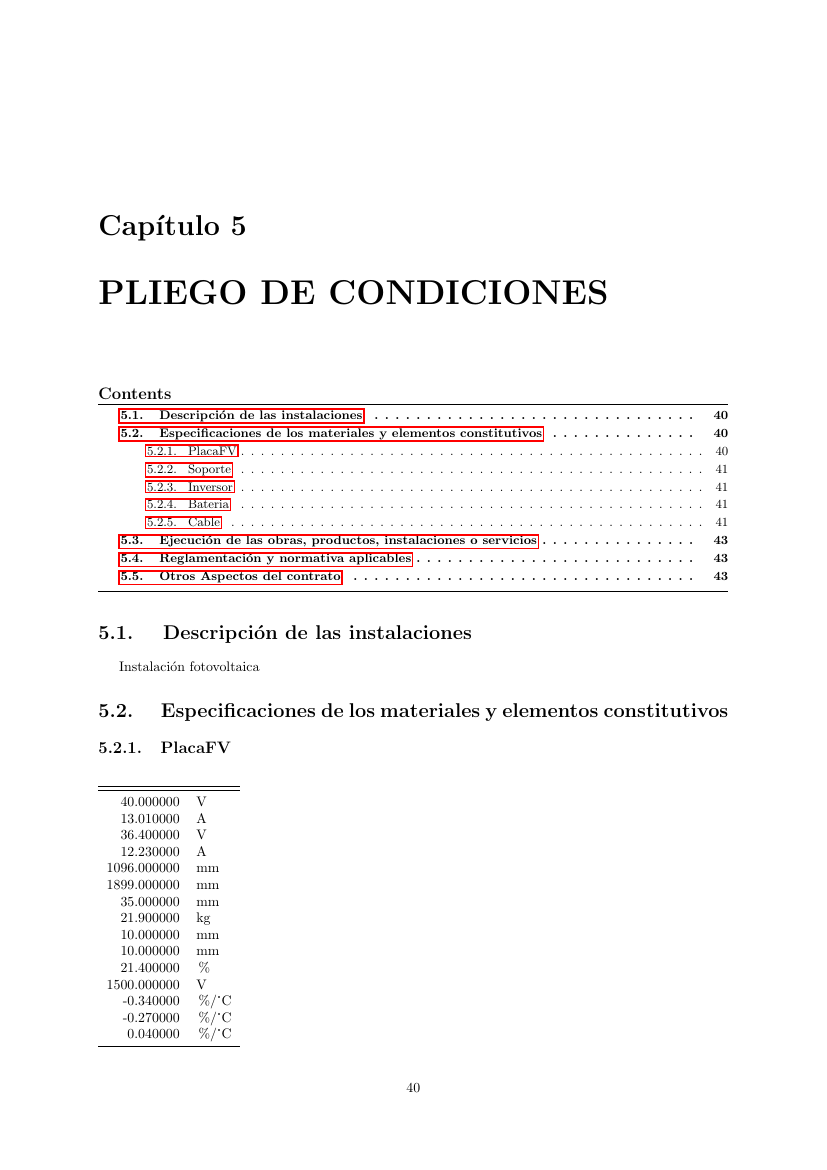 Capítulo 5
PLIEGO DE CONDICIONES
Contents
5.1. Descripción de las instalaciones . . . . . . . . . . . . . . . . . . . . . . . . . . . . . . . 40
5.2. Especificaciones de los materiales y elementos constitutivos . . . . . . . . . . . . . . 40
5.2.1. PlacaFV . . . . . . . . . . . . . . . . . . . . . . . . . . . . . . . . . . . . . . . . . . . . 40
5.2.2. Soporte . . . . . . . . . . . . . . . . . . . . . . . . . . . . . . . . . . . . . . . . . . . . 41
5.2.3. Inversor . . . . . . . . . . . . . . . . . . . . . . . . . . . . . . . . . . . . . . . . . . . . 41
5.2.4. Bateria . . . . . . . . . . . . . . . . . . . . . . . . . . . . . . . . . . . . . . . . . . . . 41
5.2.5. Cable . . . . . . . . . . . . . . . . . . . . . . . . . . . . . . . . . . . . . . . . . . . . . 41
5.3. Ejecución de las obras, productos, instalaciones o servicios . . . . . . . . . . . . . . . 43
5.4. Reglamentación y normativa aplicables . . . . . . . . . . . . . . . . . . . . . . . . . . . 43
5.5. Otros Aspectos del contrato . . . . . . . . . . . . . . . . . . . . . . . . . . . . . . . . . 43
5.1. Descripción de las instalaciones
Instalación fotovoltaica
5.2. Especificaciones de los materiales y elementos constitutivos
5.2.1. PlacaFV
40.000000 V
13.010000 A
36.400000 V
12.230000 A
1096.000000 mm
1899.000000 mm
35.000000 mm
21.900000 kg
10.000000 mm
10.000000 mm
21.400000 %
1500.000000 V
-0.340000 %/°C
-0.270000 %/°C
0.040000 %/°C
40